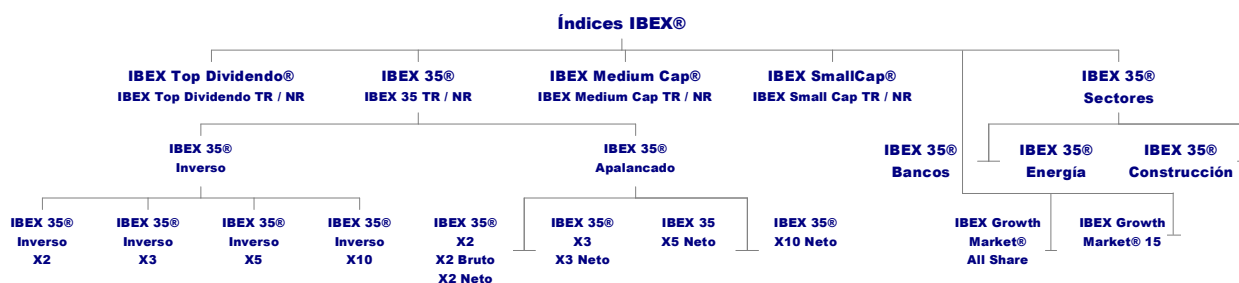 Índices IBEX®
IBEX Top Dividendo®
IBEX Top Dividendo TR / NR
IBEX 35®
IBEX 35 TR / NR
IBEX Medium Cap®
IBEX Medium Cap TR / NR
IBEX SmallCap®
IBEX Small Cap TR / NR
IBEX 35®
Sectores
IBEX 35®
Inverso
IBEX 35®
Apalancado
IBEX 35®
Bancos
IBEX 35®
Energía
IBEX 35®
Construcción
IBEX 35®
Inverso
X2
IBEX 35®
Inverso
X3
IBEX 35®
Inverso
X5
IBEX 35®
Inverso
X10
IBEX 35®
X2
X2 Bruto
X2 Neto
IBEX 35®
X3
X3 Neto
IBEX 35
X5 Neto
IBEX 35®
X10 Neto
IBEX Growth
Market®
All Share
IBEX Growth
Market® 15